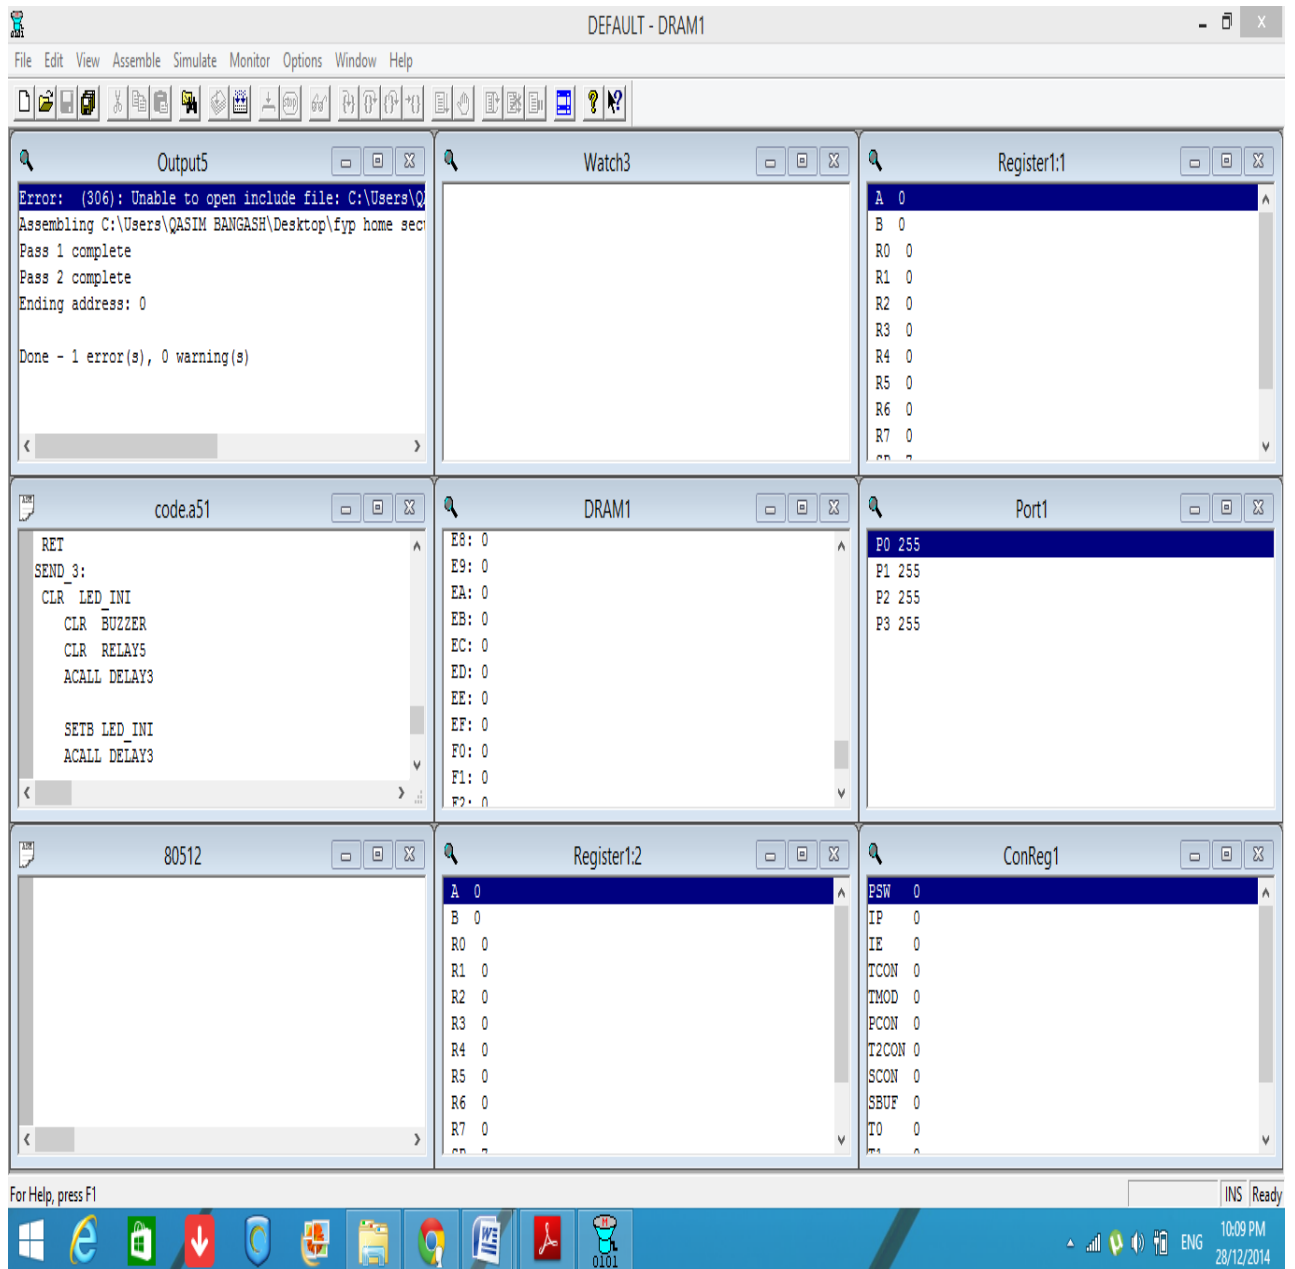 DEFAULT - DRAM1
File Edit View Assemble Simulate Monitor Options Window Help
Output5
Error: (306): Unable to open include file: C:\Users\Q
Assembling C:\Users\QASIM BANGASH\Desktop\fyp home sec
Pass 1 complete
Pass 2 complete
Ending address: 0
Done - 1 error(s), 0 warning(s)
Watch3
Register1:1
A 0
B 0
R0 0
R1 0
R2 0
R3 0
R4 0
R5 0
R6 0
R7 0
code.a51
RET
SEND_3:
CLR LED_INI
CLR BUZZER
CLR RELAY5
ACALL DELAY3
SETB LED_INI
ACALL DELAY3
DRAM1
E8: 0
E9: 0
EA: 0
EB: 0
EC: 0
ED: 0
EE: 0
EF: 0
F0: 0
F1: 0
F2: 0
Port1
P0 255
P1 255
P2 255
P3 255
80512
Register1:2
A 0
B 0
R0 0
R1 0
R2 0
R3 0
R4 0
R5 0
R6 0
R7 0
ConReg1
PSW 0
IP 0
IE 0
TCON 0
TMOD 0
PCON 0
T2CON 0
SCON 0
SBUF 0
T0 0
For Help, press F1
INS Ready
0101
ENG
10:09 PM
28/12/2014